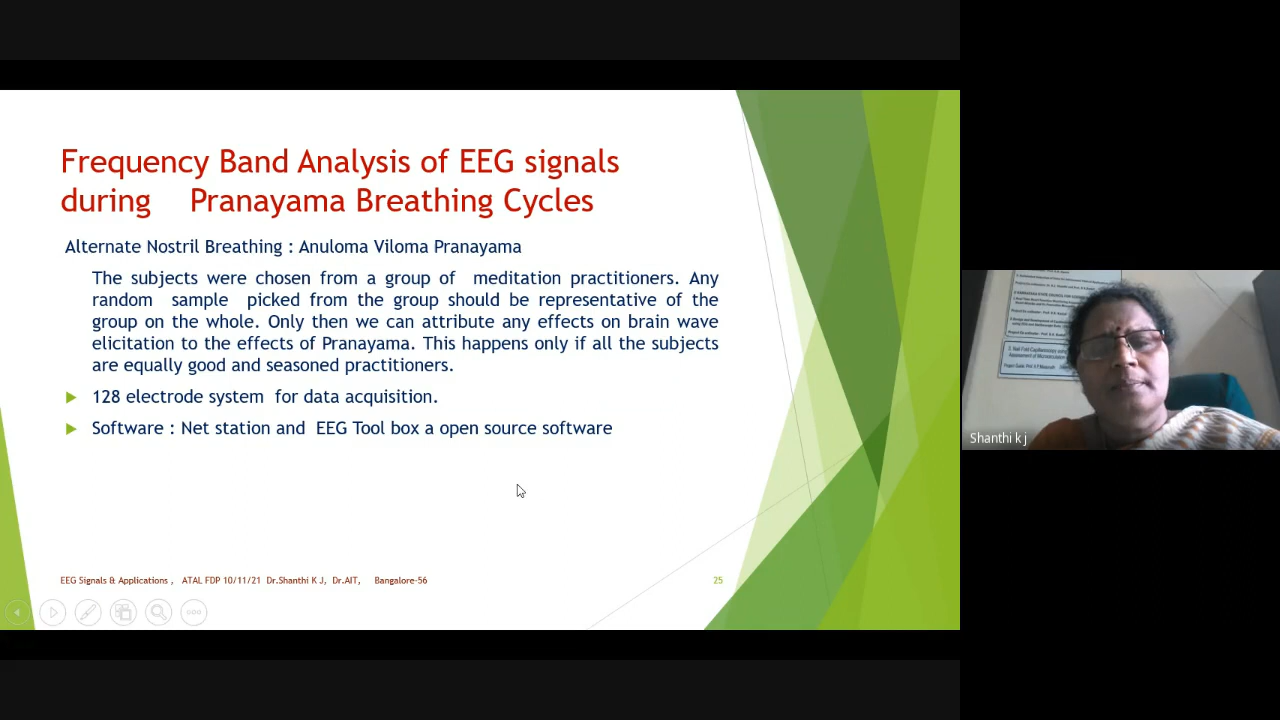 Frequency Band Analysis of EEG signals
during Pranayama Breathing Cycles
Alternate Nostril Breathing : Anuloma Viloma Pranayama
The subjects were chosen from a group of meditation practitioners. Any
random sample picked from the group should be representative of the
group on the whole. Only then we can attribute any effects on brain wave
elicitation to the effects of Pranayama. This happens only if all the subjects
are equally good and seasoned practitioners.
128 electrode system for data acquisition.
Software : Net station and EEG Tool box a open source software
EEG Signals & Applications , ATAL FDP 10/11/21 Dr.Shanthi K J, Dr.AIT, Bangalore-56
25
Shanthi k j